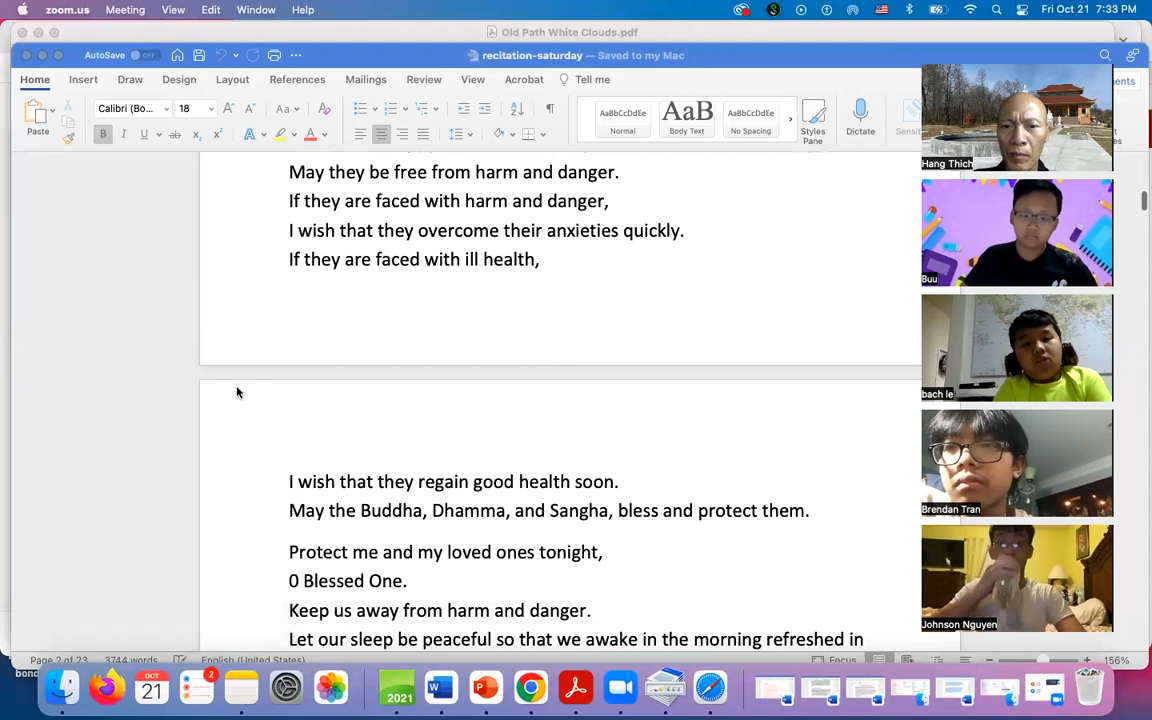 zoom.us Meeting View Edit Window Help
Fri Oct 21 7:33 PM
Old Path White Clouds.pdf
AutoSave OFF
recitation-saturday — Saved to my Mac
Home Insert Draw Design Layout References Mailings Review View Acrobat Tell me
Paste
Calibri (Bo... 18
AaBbCcDdEe
Normal
AaB
Body Text
AaBbCcDdEe
No Spacing
Styles
Pane
Dictate
May they be free from harm and danger.
If they are faced with harm and danger,
I wish that they overcome their anxieties quickly.
If they are faced with ill health,
I wish that they regain good health soon.
May the Buddha, Dhamma, and Sangha, bless and protect them.
Protect me and my loved ones tonight,
0 Blessed One.
Keep us away from harm and danger.
Let our sleep be peaceful so that we awake in the morning refreshed in
Page 2 of 23 3744 words English (United States)
Focus
156%
Hang Thich
Buu
bach le
Brendan Tran
Johnson Nguyen
OCT
21
2
2021